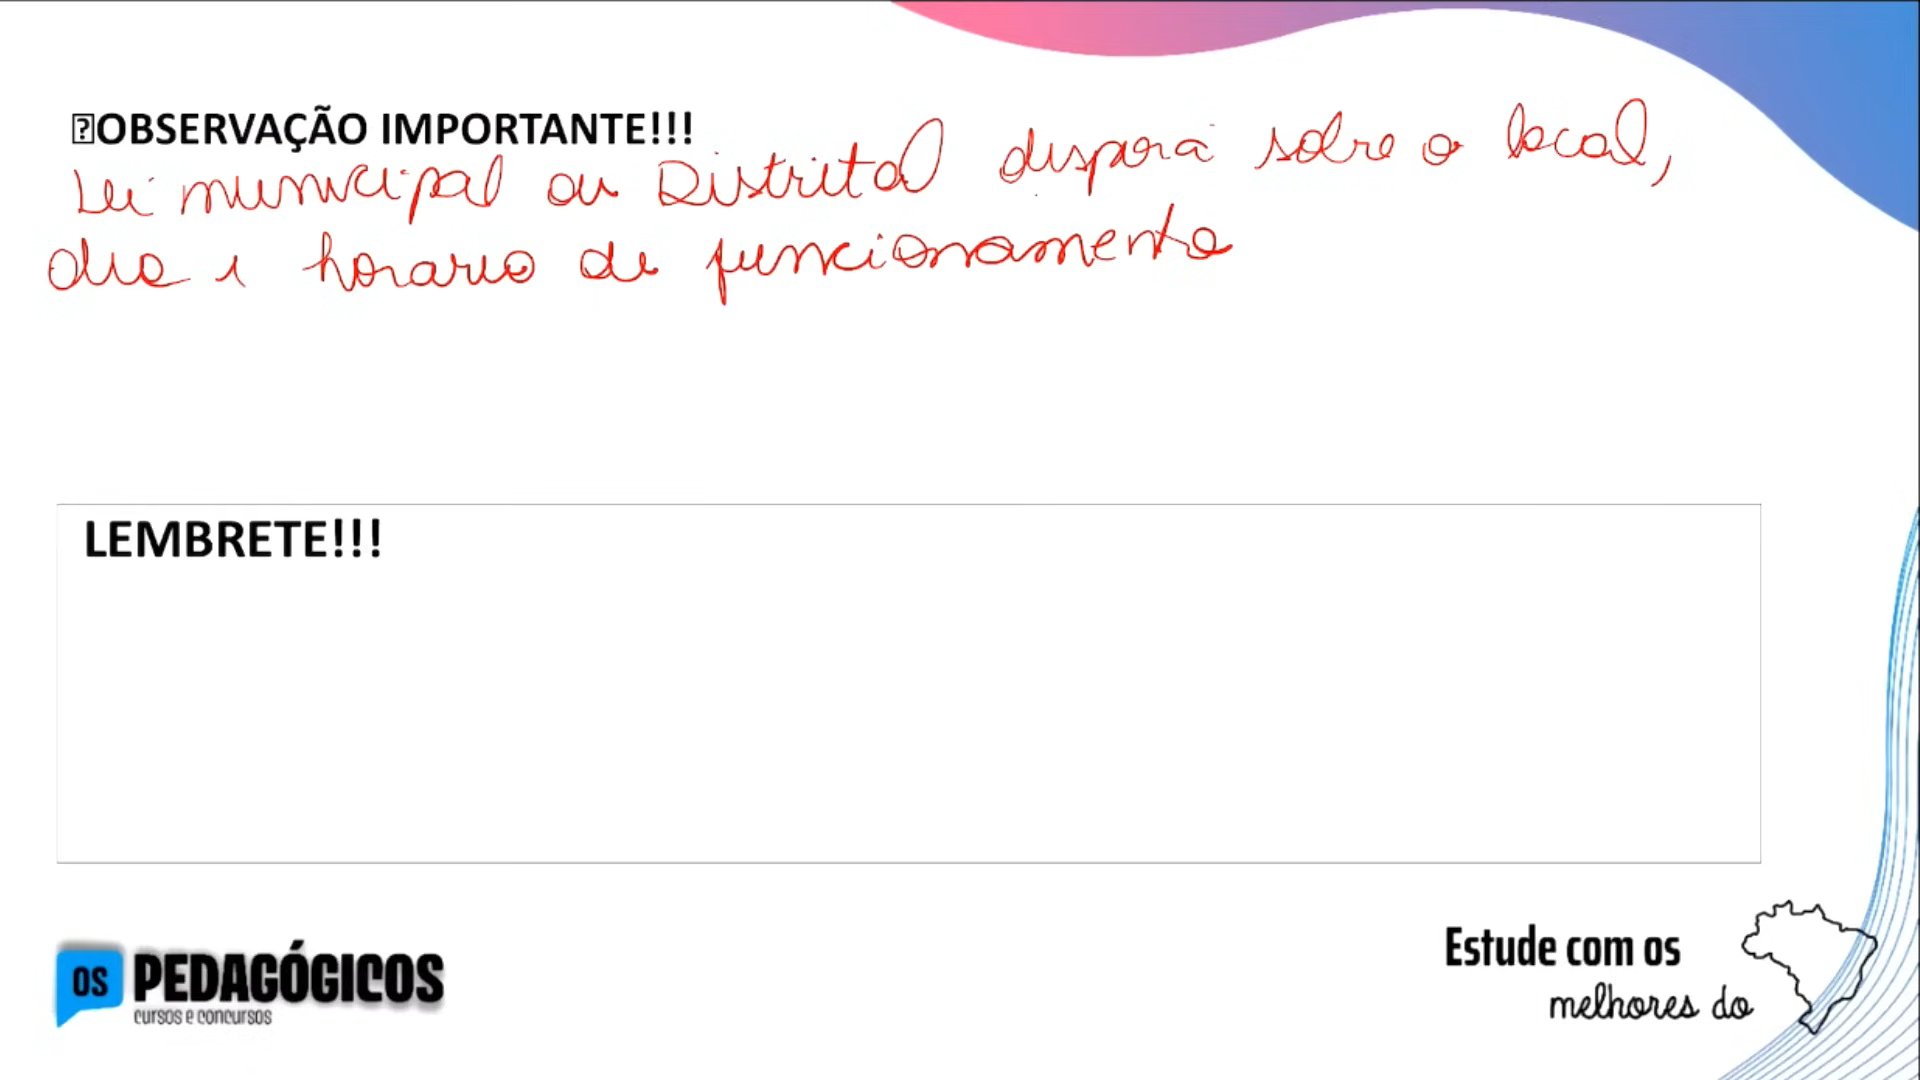 OBSERVAÇÃO IMPORTANTE!!!
Lei municipal ou Distrital disporá sobre o local,
dia e horario de funcionamento
LEMBRETE!!!
OS PEDAGÓGICOS
cursos e concursos
Estude com os
melhores do